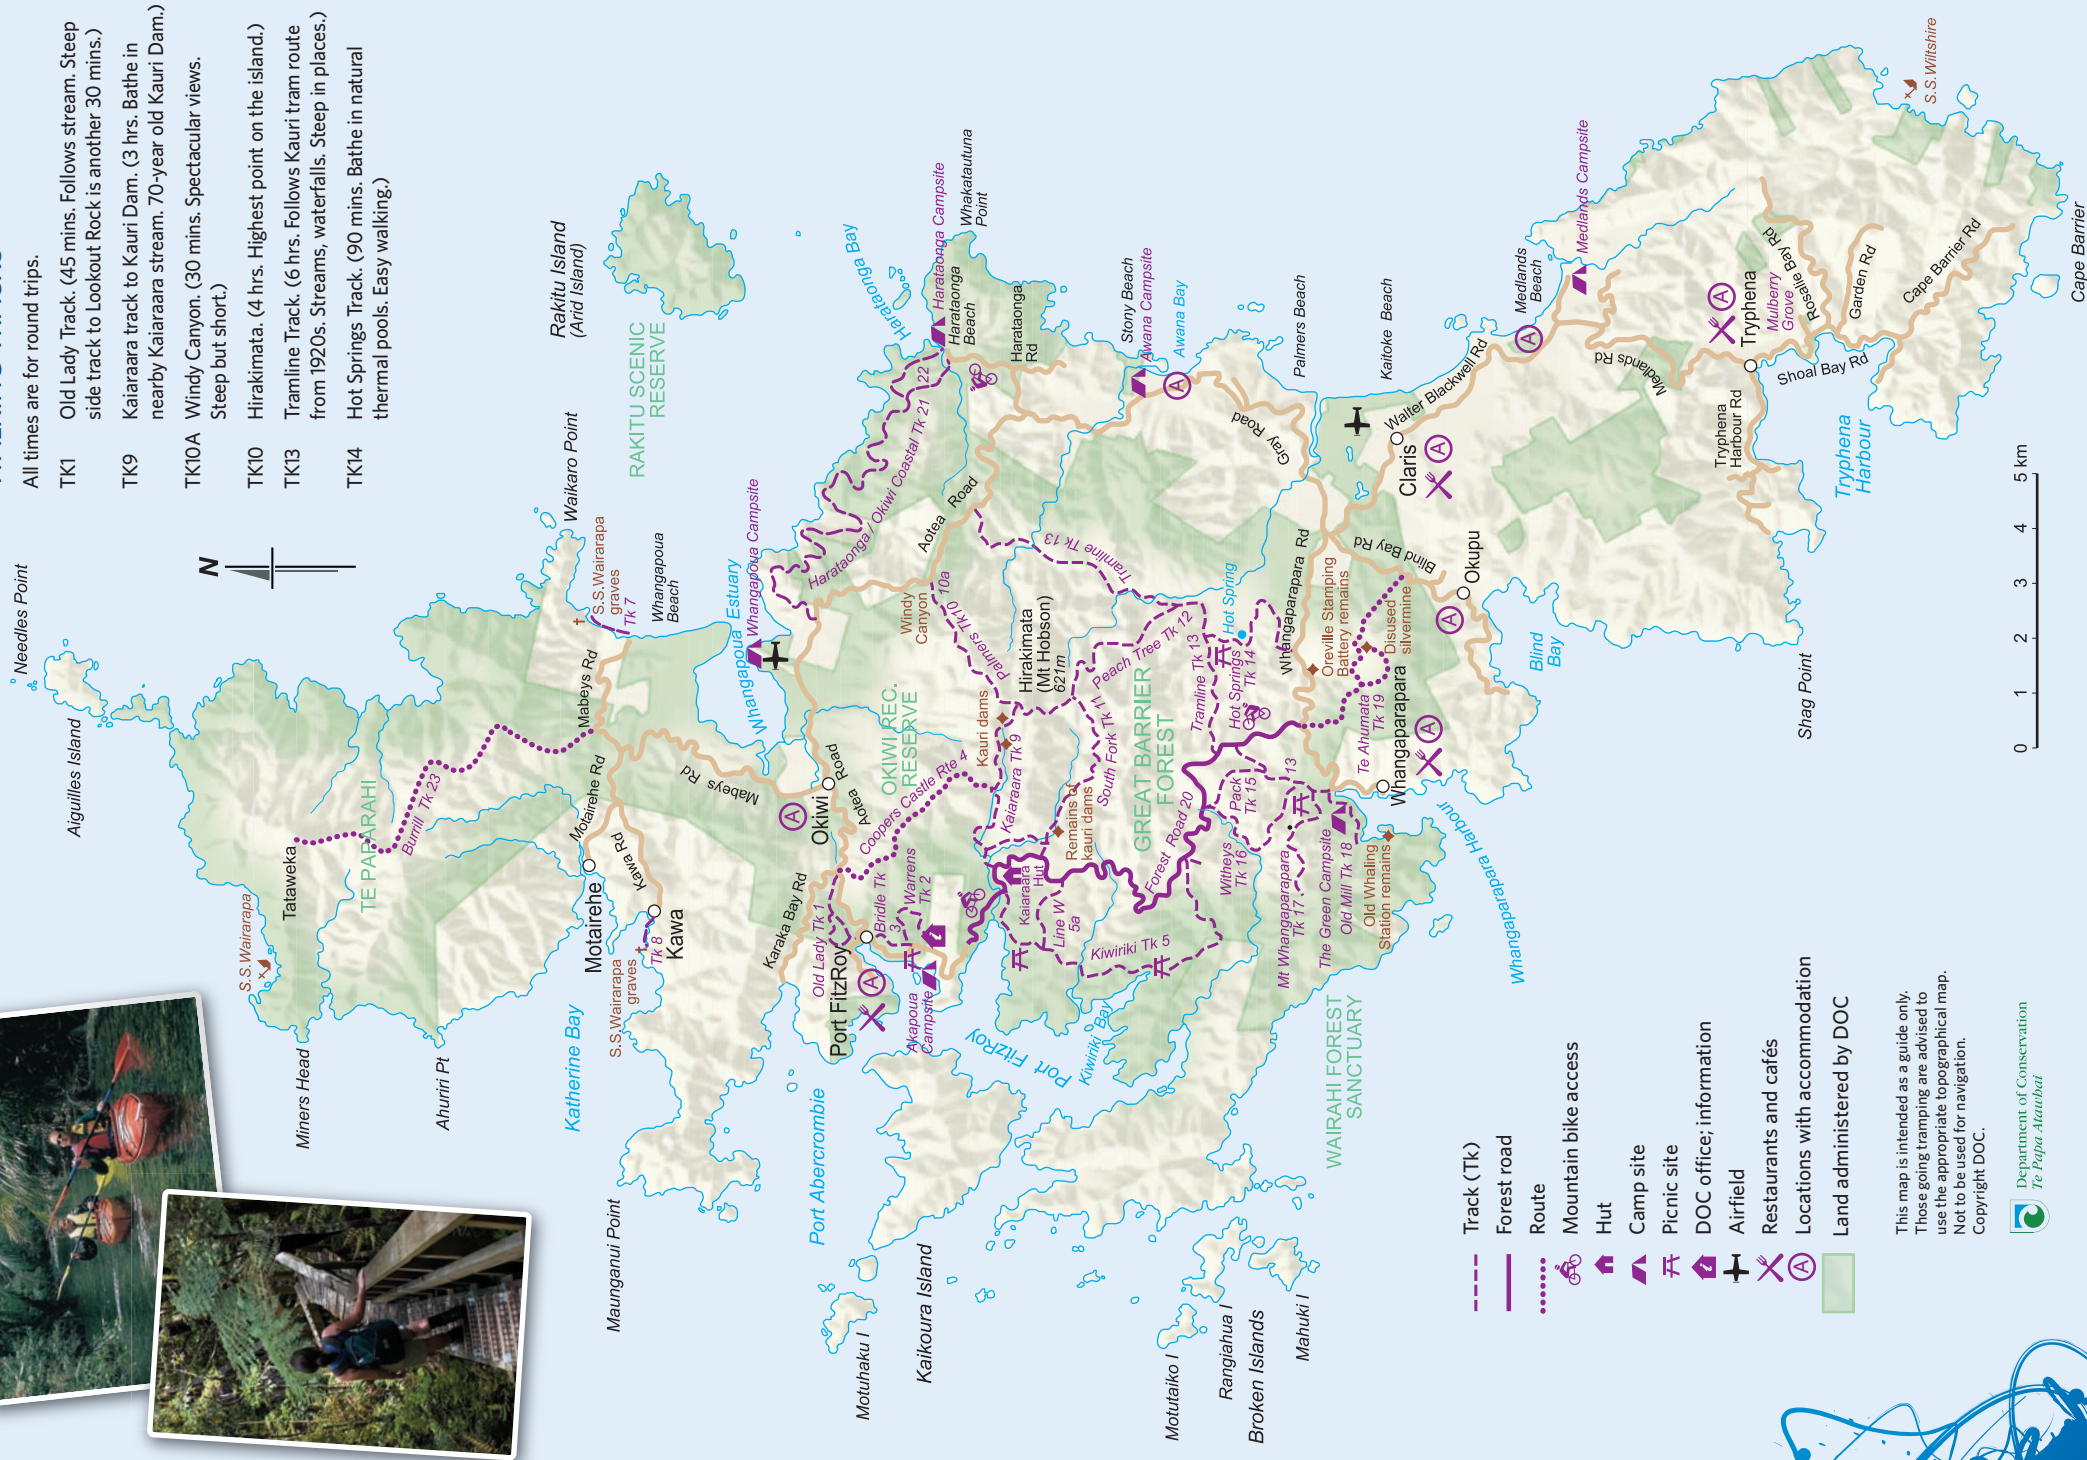 All times are for round trips.
TK1 Old Lady Track. (45 mins. Follows stream. Steep
side track to Lookout Rock is another 30 mins.)
TK9 Kaiaraara track to Kauri Dam. (3 hrs. Bathe in
nearby Kaiaraara stream. 70-year old Kauri Dam.)
TK10A Windy Canyon. (30 mins. Spectacular views.
Steep but short.)
TK10 Hirakimata. (4 hrs. Highest point on the island.)
TK13 Tramline Track. (6 hrs. Follows Kauri tram route
from 1920s. Streams, waterfalls. Steep in places.)
TK14 Hot Springs Track. (90 mins. Bathe in natural
thermal pools. Easy walking.)
N
Needles Point
Aiguilles Island
S.S.Wairarapa
Miners Head
Tataweka
TE PAPARAHI
Burrill Tk 23
Ahuriri Pt
Waikaro Point
S.S.Wairarapa
graves
Tk 7
Whangapoua
Beach
Mabeys Rd
Motairehe Rd
Motairehe
Kawa Rd
Kawa
Tk 8
S.S.Wairarapa
graves
Katherine Bay
Maunganui Point
Mabeys Rd
Rakitu Island
(Arid Island)
RAKITU SCENIC
RESERVE
Whangapoua Estuary
Whangapoua Campsite
Okiwi
Aotea Road
Karaka Bay Rd
Port Abercrombie
Motuhaku I
Kaikoura Island
Old Lady Tk 1
Port FitzRoy
Bridle Tk
3
Warrens
Tk 2
Akapoua
Campsite
Port FitzRoy
Kiwiriki Bay
Coopers Castle Rte 4
OKIWI REC.
RESERVE
Windy
Canyon
10a
Palmers Tk10
Aotea Road
Harataonga / Okiwi Coastal Tk 21
22
Harataonga Bay
Harataonga Campsite
Harataonga
Beach
Whakatautuna
Point
Harataonga
Rd
Kauri dams
Kaiaraara Tk 9
Hirakimata
(Mt Hobson)
621m
Kaiaraara
Hut
Line W
5a
Remains of
kauri dams
South Fork Tk 11
Peach Tree Tk 12
Tramline Tk 13
Tramline Tk 13
Kiwiriki Tk 5
GREAT BARRIER
FOREST
Forest Road 20
Stony Beach
Awana Campsite
Awana Bay
Gray Road
Palmers Beach
Hot Spring
Hot Springs
Tk 14
Pack
Tk 15
13
Witheys
Tk 16
Mt Whangaparapara
Tk 17
The Green Campsite
Old Mill Tk 18
Old Whaling
Station remains
WAIRAHI FOREST
SANCTUARY
Motutaiko I
Rangiahua I
Broken Islands
Mahuki I
Whangaparapara Rd
Oreville Stamping
Battery remains
Te Ahumata
Tk 19
Disused
silvermine
Whangaparapara
Whangaparapara Harbour
Whangaparapara
Kaitoke Beach
Claris
Walter Blackwell Rd
Blind Bay Rd
Okupu
Blind
Bay
Medlands
Beach
Medlands Campsite
Medlands Rd
Tryphena
Mulberry
Grove
Rosalie Bay Rd
Garden Rd
Cape Barrier Rd
Shoal Bay Rd
Tryphena
Harbour Rd
Tryphena
Harbour
Shag Point
S.S.Wiltshire
Cape Barrier
0 1 2 3 4 5 km
Track (Tk)
Forest road
Route
Mountain bike access
Hut
Camp site
Picnic site
DOC office; information
Airfield
Restaurants and cafés
A Locations with accommodation
Land administered by DOC
This map is intended as a guide only.
Those going tramping are advised to
use the appropriate topographical map.
Not to be used for navigation.
Copyright DOC.
Department of Conservation
Te Papa Atawhai